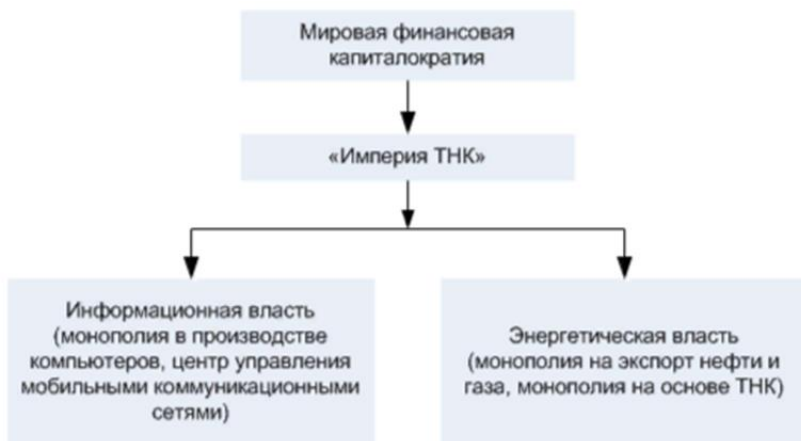 Мировая финансовая
капиталократия
«Империя ТНК»
Информационная власть
(монополия в производстве
компьютеров, центр управления
мобильными коммуникационными
сетями)
Энергетическая власть
(монополия на экспорт нефти и
газа, монополия на основе ТНК)